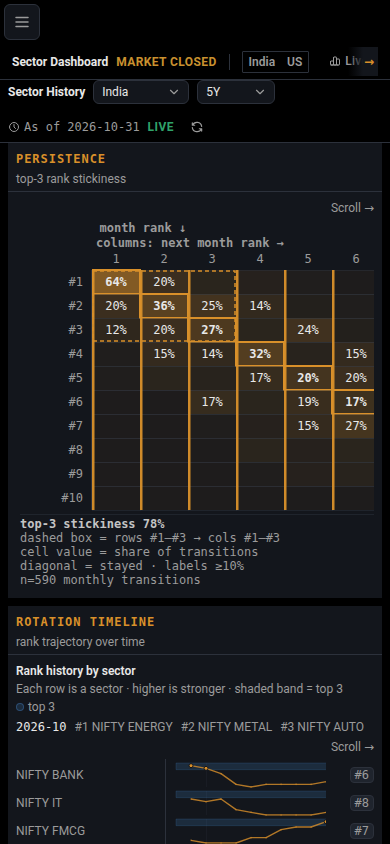 Sector Dashboard MARKET CLOSED India US Liv →
Sector History India 5Y
As of 2026-10-31 LIVE
PERSISTENCE
top-3 rank stickiness
Scroll →
month rank ↓
columns: next month rank →
1 2 3 4 5 6
#1 64% 20%
#2 20% 36% 25% 14%
#3 12% 20% 27% 24%
#4 15% 14% 32% 15%
#5 17% 20% 20%
#6 17% 19% 17%
#7 15% 27%
#8
#9
#10
top-3 stickiness 78%
dashed box = rows #1–#3 → cols #1–#3
cell value = share of transitions
diagonal = stayed · labels ≥10%
n=590 monthly transitions
ROTATION TIMELINE
rank trajectory over time
Rank history by sector
Each row is a sector · higher is stronger · shaded band = top 3
top 3
2026-10 #1 NIFTY ENERGY #2 NIFTY METAL #3 NIFTY AUTO
Scroll →
NIFTY BANK #6
NIFTY IT #8
NIFTY FMCG #7